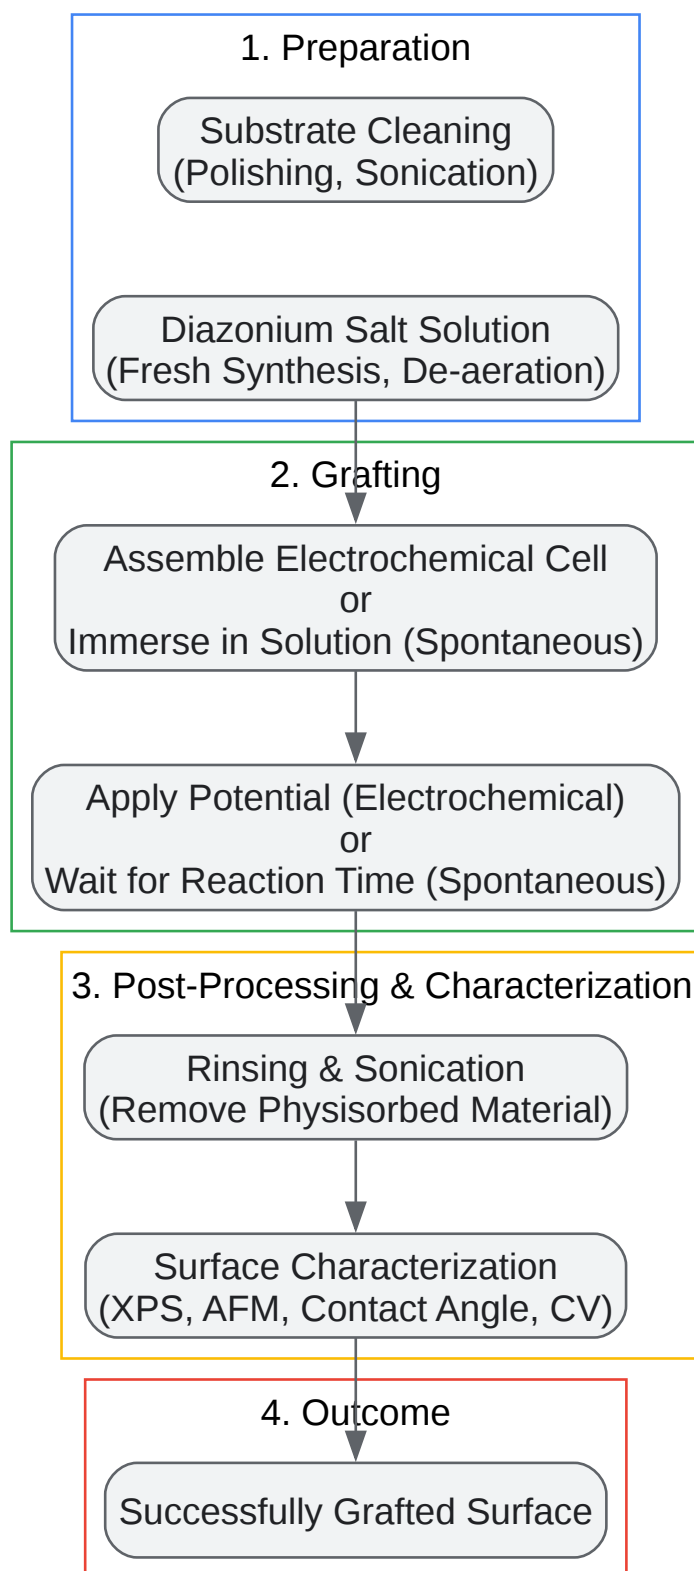 1. Preparation
Substrate Cleaning
(Polishing, Sonication)
Diazonium Salt Solution
(Fresh Synthesis, De-aeration)
2. Grafting
Assemble Electrochemical Cell
or
Immerse in Solution (Spontaneous)
Apply Potential (Electrochemical)
or
Wait for Reaction Time (Spontaneous)
3. Post-Processing & Characterization
Rinsing & Sonication
(Remove Physisorbed Material)
Surface Characterization
(XPS, AFM, Contact Angle, CV)
4. Outcome
Successfully Grafted Surface